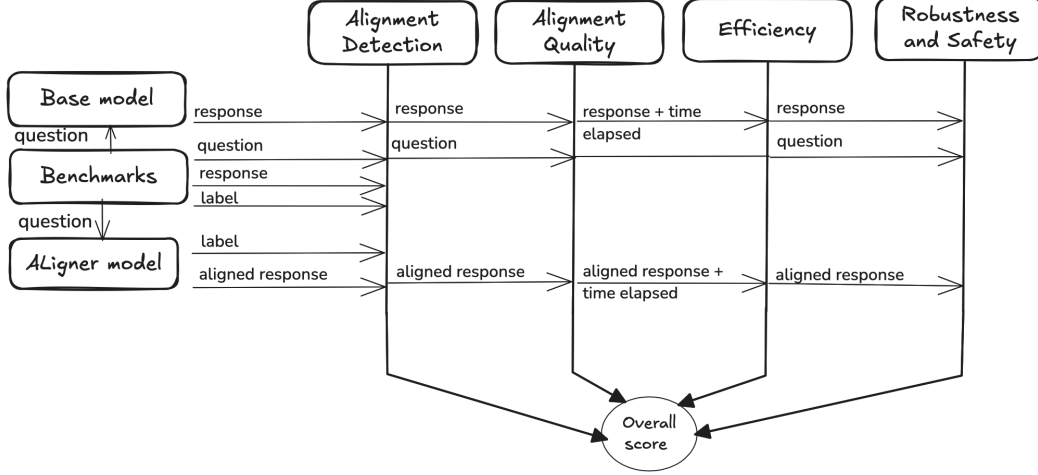 Alignment
Detection
Alignment
Quality
Efficiency
Robustness
and Safety
Base model
response
response
response + time
elapsed
response
question
question
question
question
Benchmarks
response
label
question
label
ALigner model
aligned response
aligned response
aligned response +
time elapsed
aligned response
Overall
score